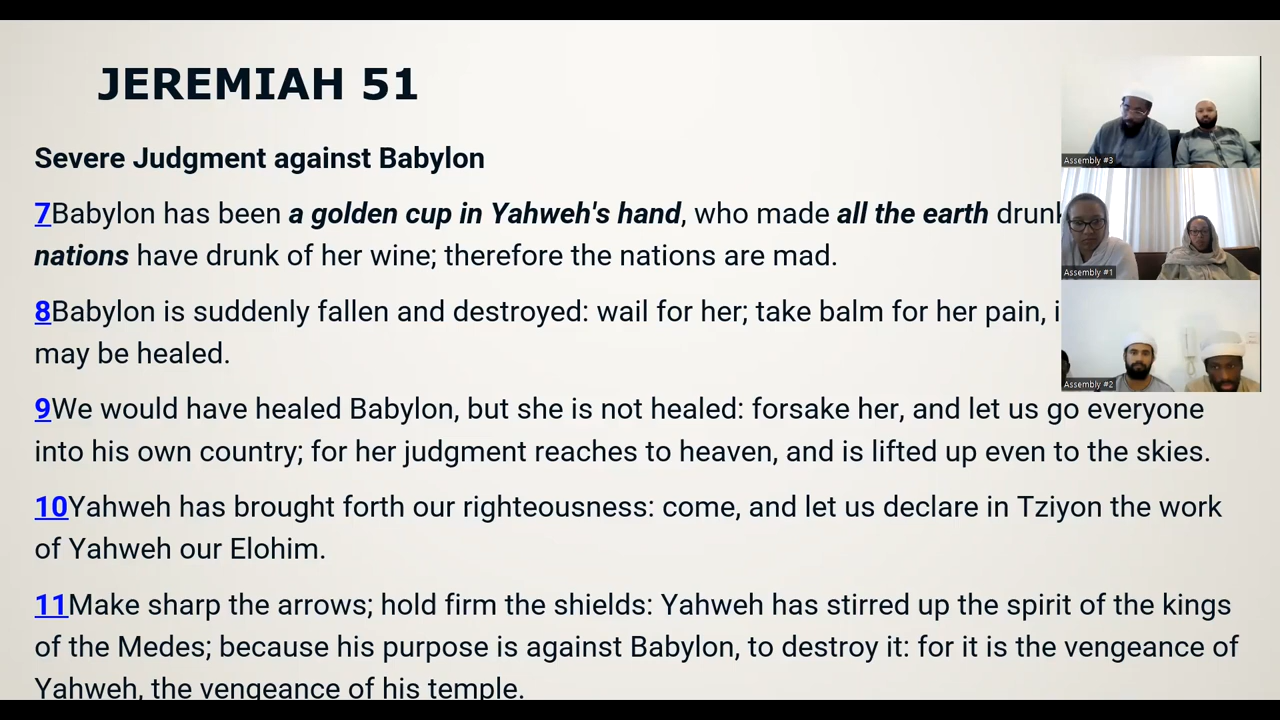 JEREMIAH 51
Severe Judgment against Babylon
7Babylon has been a golden cup in Yahweh's hand, who made all the earth
nations have drunk of her wine; therefore the nations are mad.
8Babylon is suddenly fallen and destroyed: wail for her; take balm for her pain,
may be healed.
9We would have healed Babylon, but she is not healed: forsake her, and let us go everyone
into his own country; for her judgment reaches to heaven, and is lifted up even to the skies.
10Yahweh has brought forth our righteousness: come, and let us declare in Tziyon the work
of Yahweh our Elohim.
11Make sharp the arrows; hold firm the shields: Yahweh has stirred up the spirit of the kings
of the Medes; because his purpose is against Babylon, to destroy it: for it is the vengeance of
Yahweh, the vengeance of his temple.
Assembly #3
Assembly #1
Assembly #2